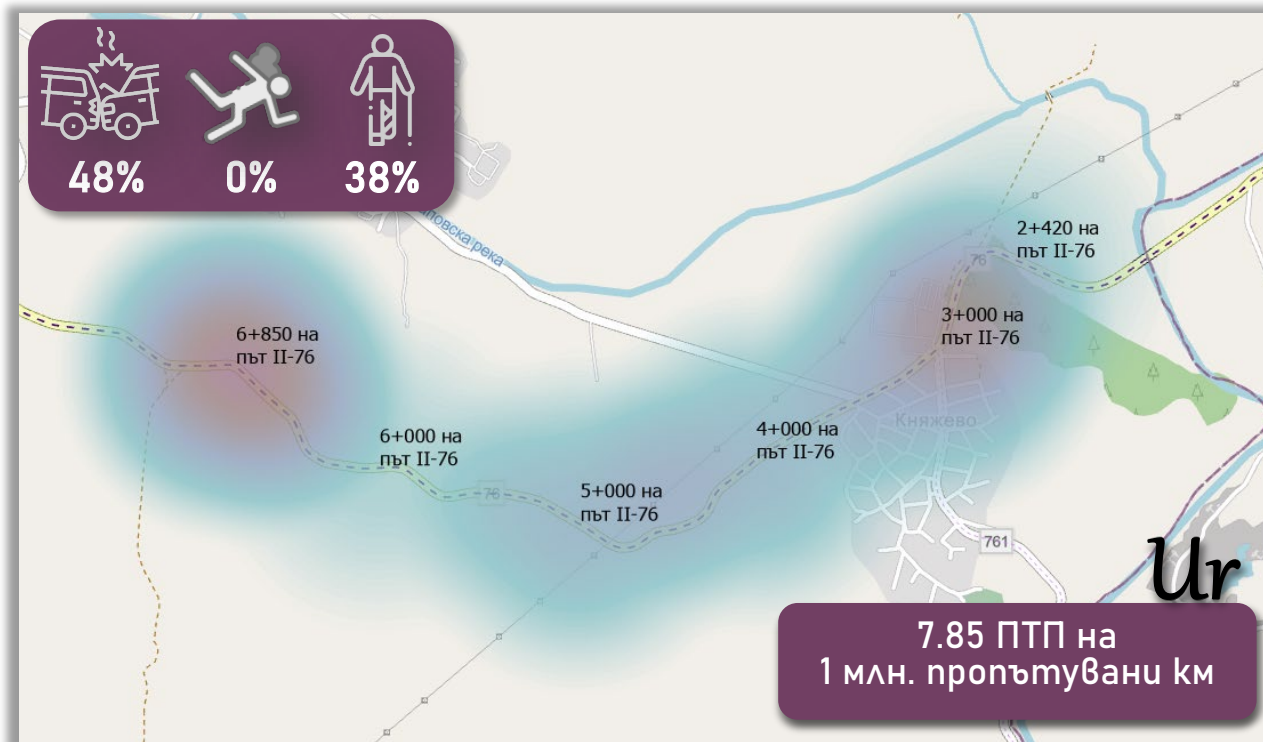 48%
0%
38%
река
2+420 на
път II-76
76
6+850 на
път II-76
3+000 на
път II-76
Княжево
6+000 на
път II-76
4+000 на
път II-76
76
5+000 на
път II-76
761
Ur
7.85 ПТП на
1 млн. пропътувани км